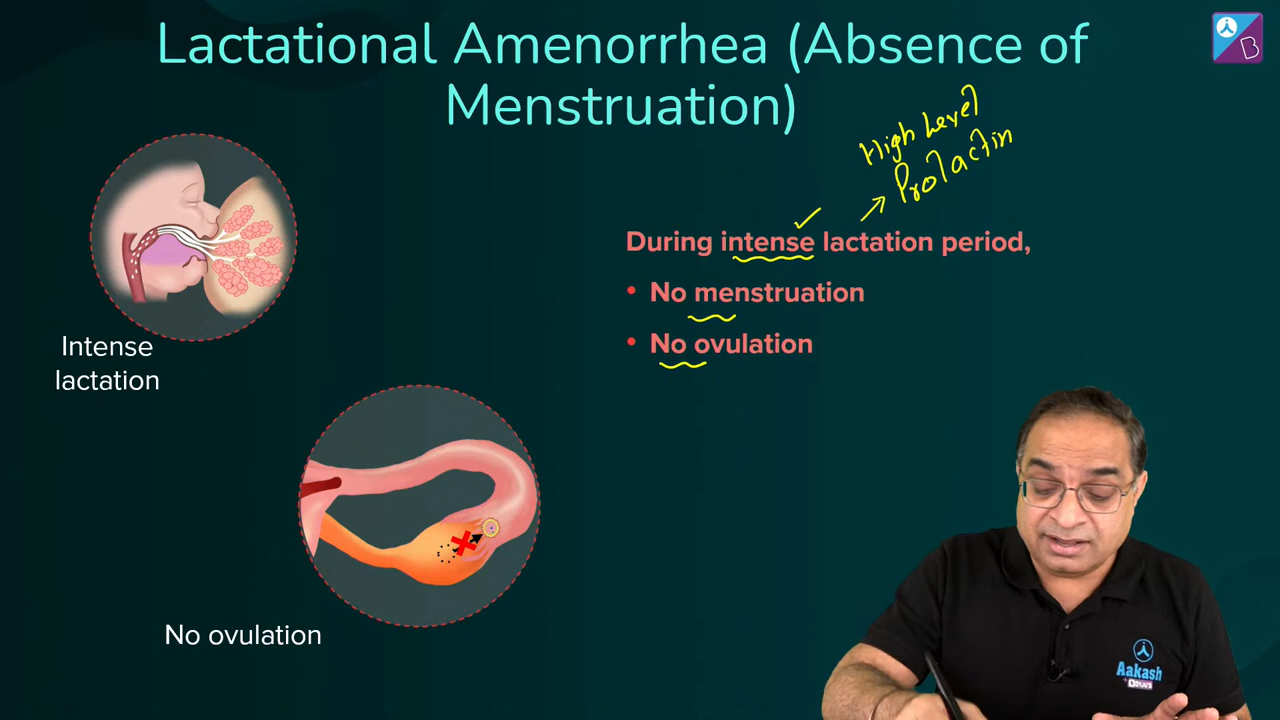 Lactational Amenorrhea (Absence of
Menstruation)
High Level
Prolactin
During intense lactation period,
• No menstruation
• No ovulation
Intense
lactation
No ovulation
B
Aakash